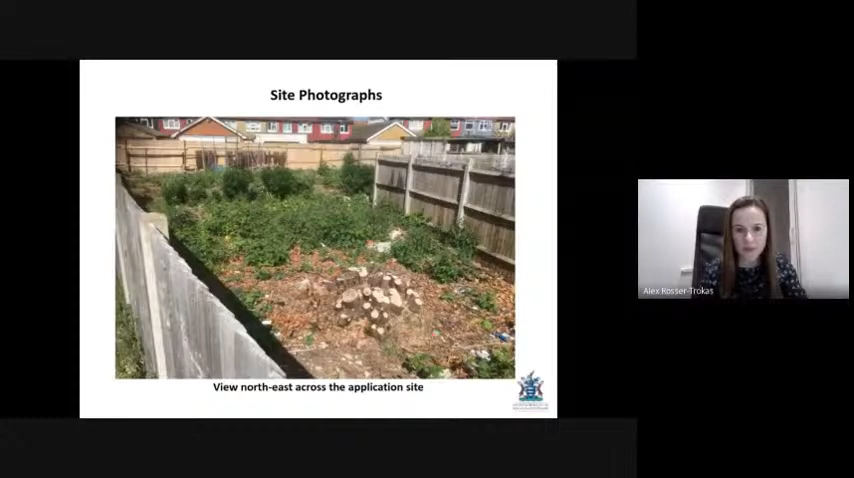 Site Photographs
View north-east across the application site
Alex Rosser-Trokas